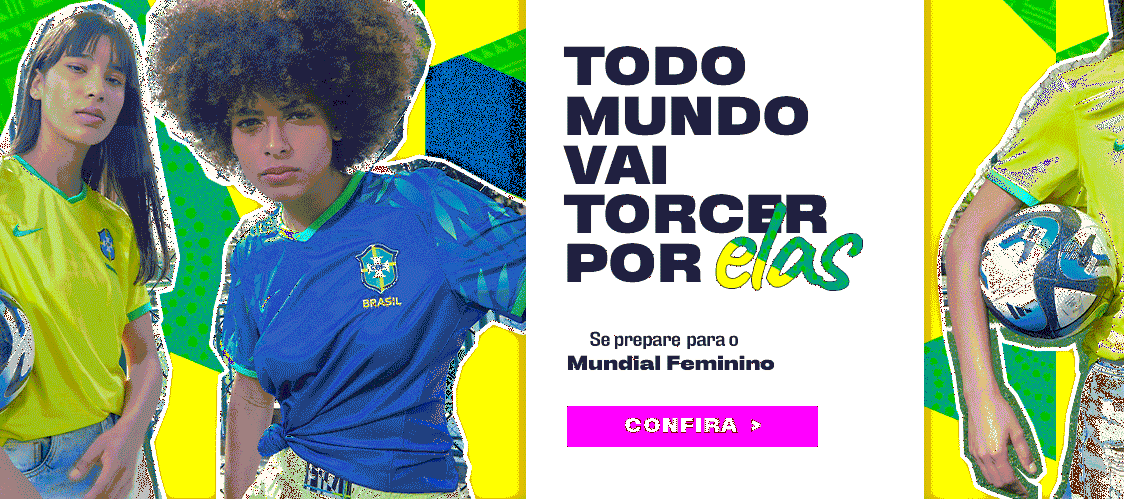 TODO
MUNDO
VAI
TORCER
POR elas
Se prepare para o
Mundial Feminino
CONFIRA >
BRASIL